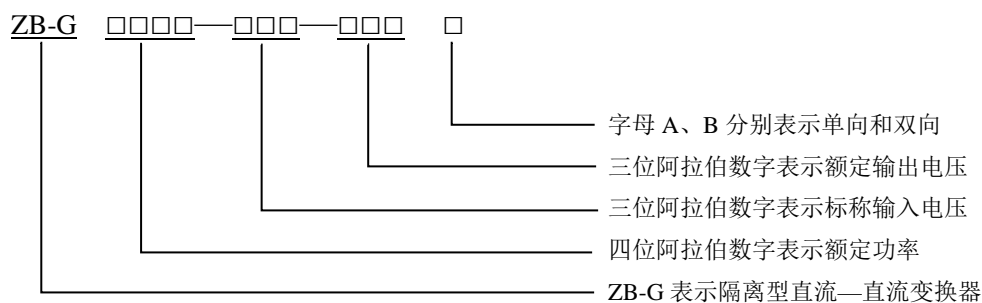 ZB-G □□□□—□□□—□□□ □
字母 A、B 分别表示单向和双向
三位阿拉伯数字表示额定输出电压
三位阿拉伯数字表示标称输入电压
四位阿拉伯数字表示额定功率
ZB-G 表示隔离型直流—直流变换器